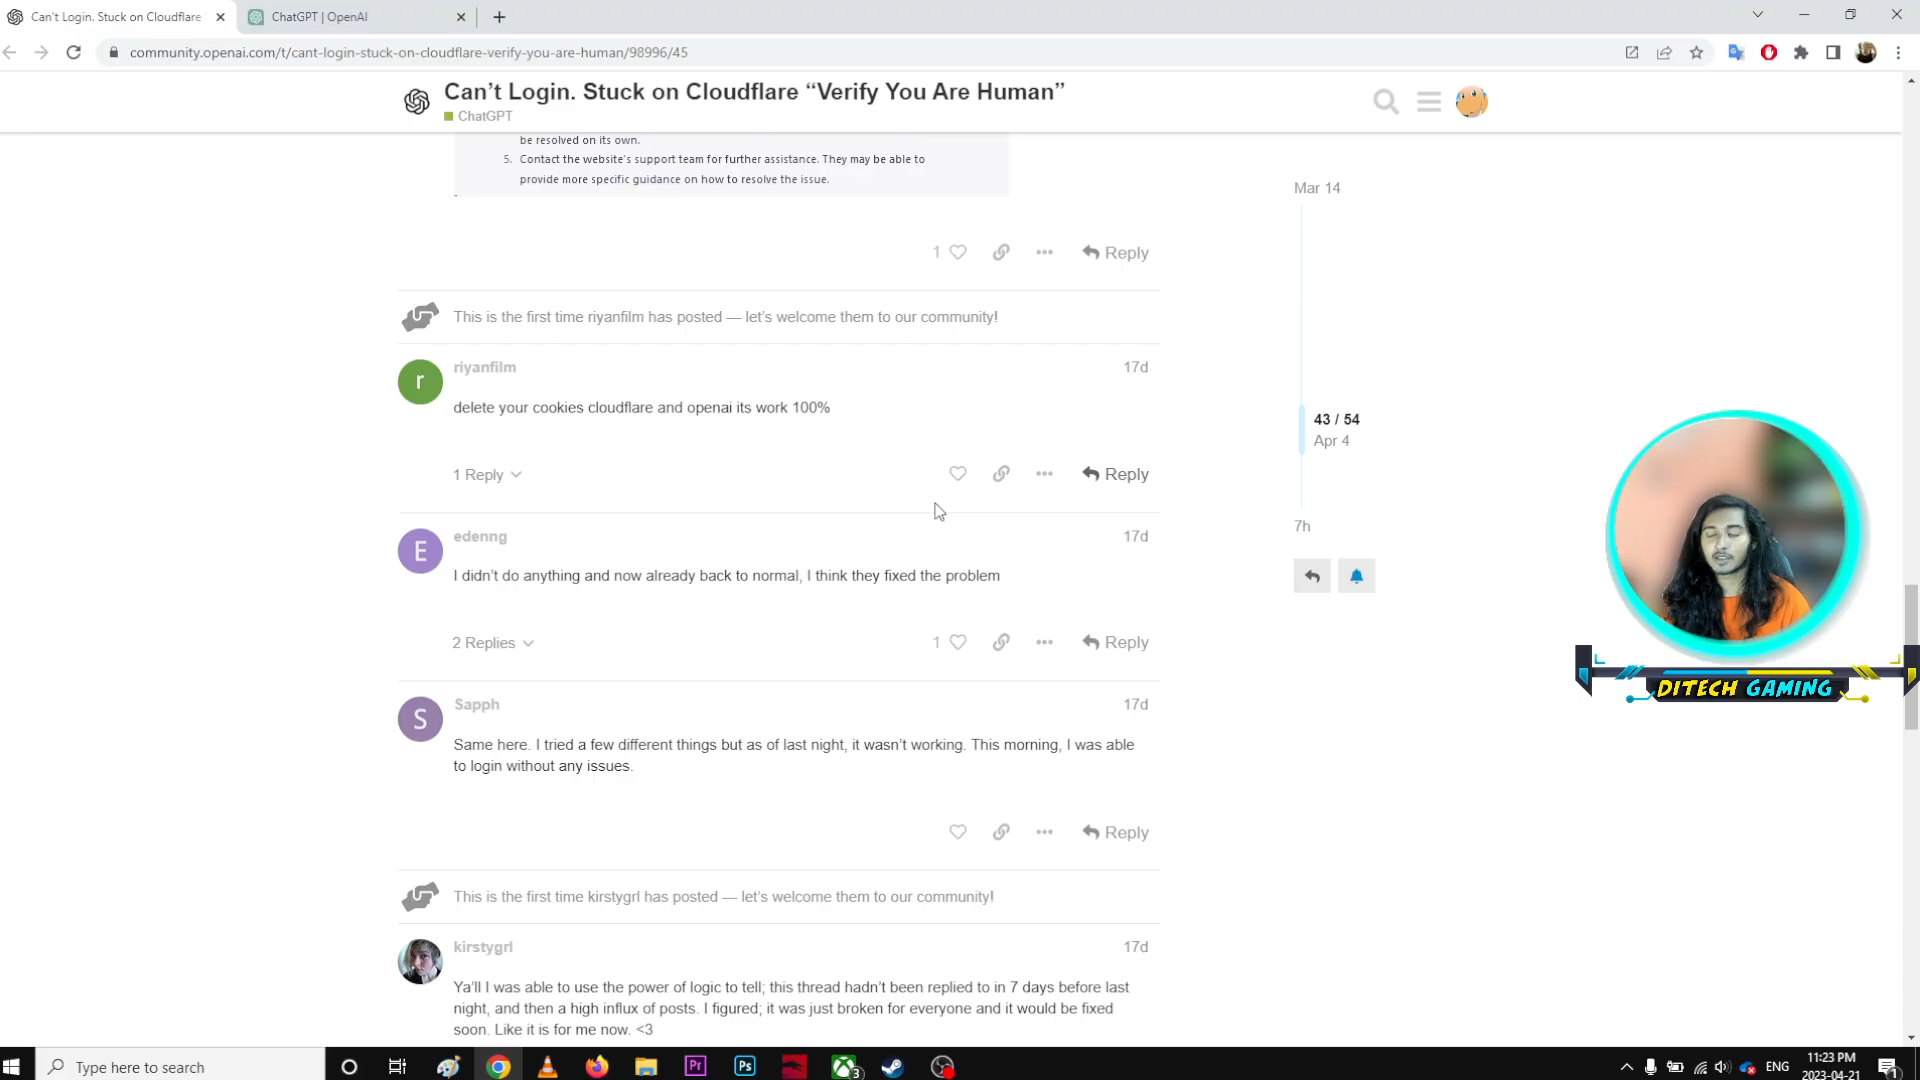 Can't Login. Stuck on Cloudflare
ChatGPT | OpenAI
community.openai.com/t/cant-login-stuck-on-cloudflare-verify-you-are-human/98996/45
Can’t Login. Stuck on Cloudflare “Verify You Are Human”
ChatGPT
be resolved on its own.
5. Contact the website's support team for further assistance. They may be able to
provide more specific guidance on how to resolve the issue.
Mar 14
1
Reply
This is the first time riyanfilm has posted — let’s welcome them to our community!
r
riyanfilm
17d
delete your cookies cloudflare and openai its work 100%
43 / 54
Apr 4
1 Reply
Reply
7h
E
edenng
17d
I didn’t do anything and now already back to normal, I think they fixed the problem
2 Replies
1
Reply
DITECH GAMING
S
Sapph
17d
Same here. I tried a few different things but as of last night, it wasn’t working. This morning, I was able
to login without any issues.
Reply
This is the first time kirstygrl has posted — let’s welcome them to our community!
kirstygrl
17d
Ya’ll I was able to use the power of logic to tell; this thread hadn’t been replied to in 7 days before last
night, and then a high influx of posts. I figured; it was just broken for everyone and it would be fixed
soon. Like it is for me now. <3
Type here to search
Pr
Ps
3
ENG
11:23 PM
2023-04-21
1